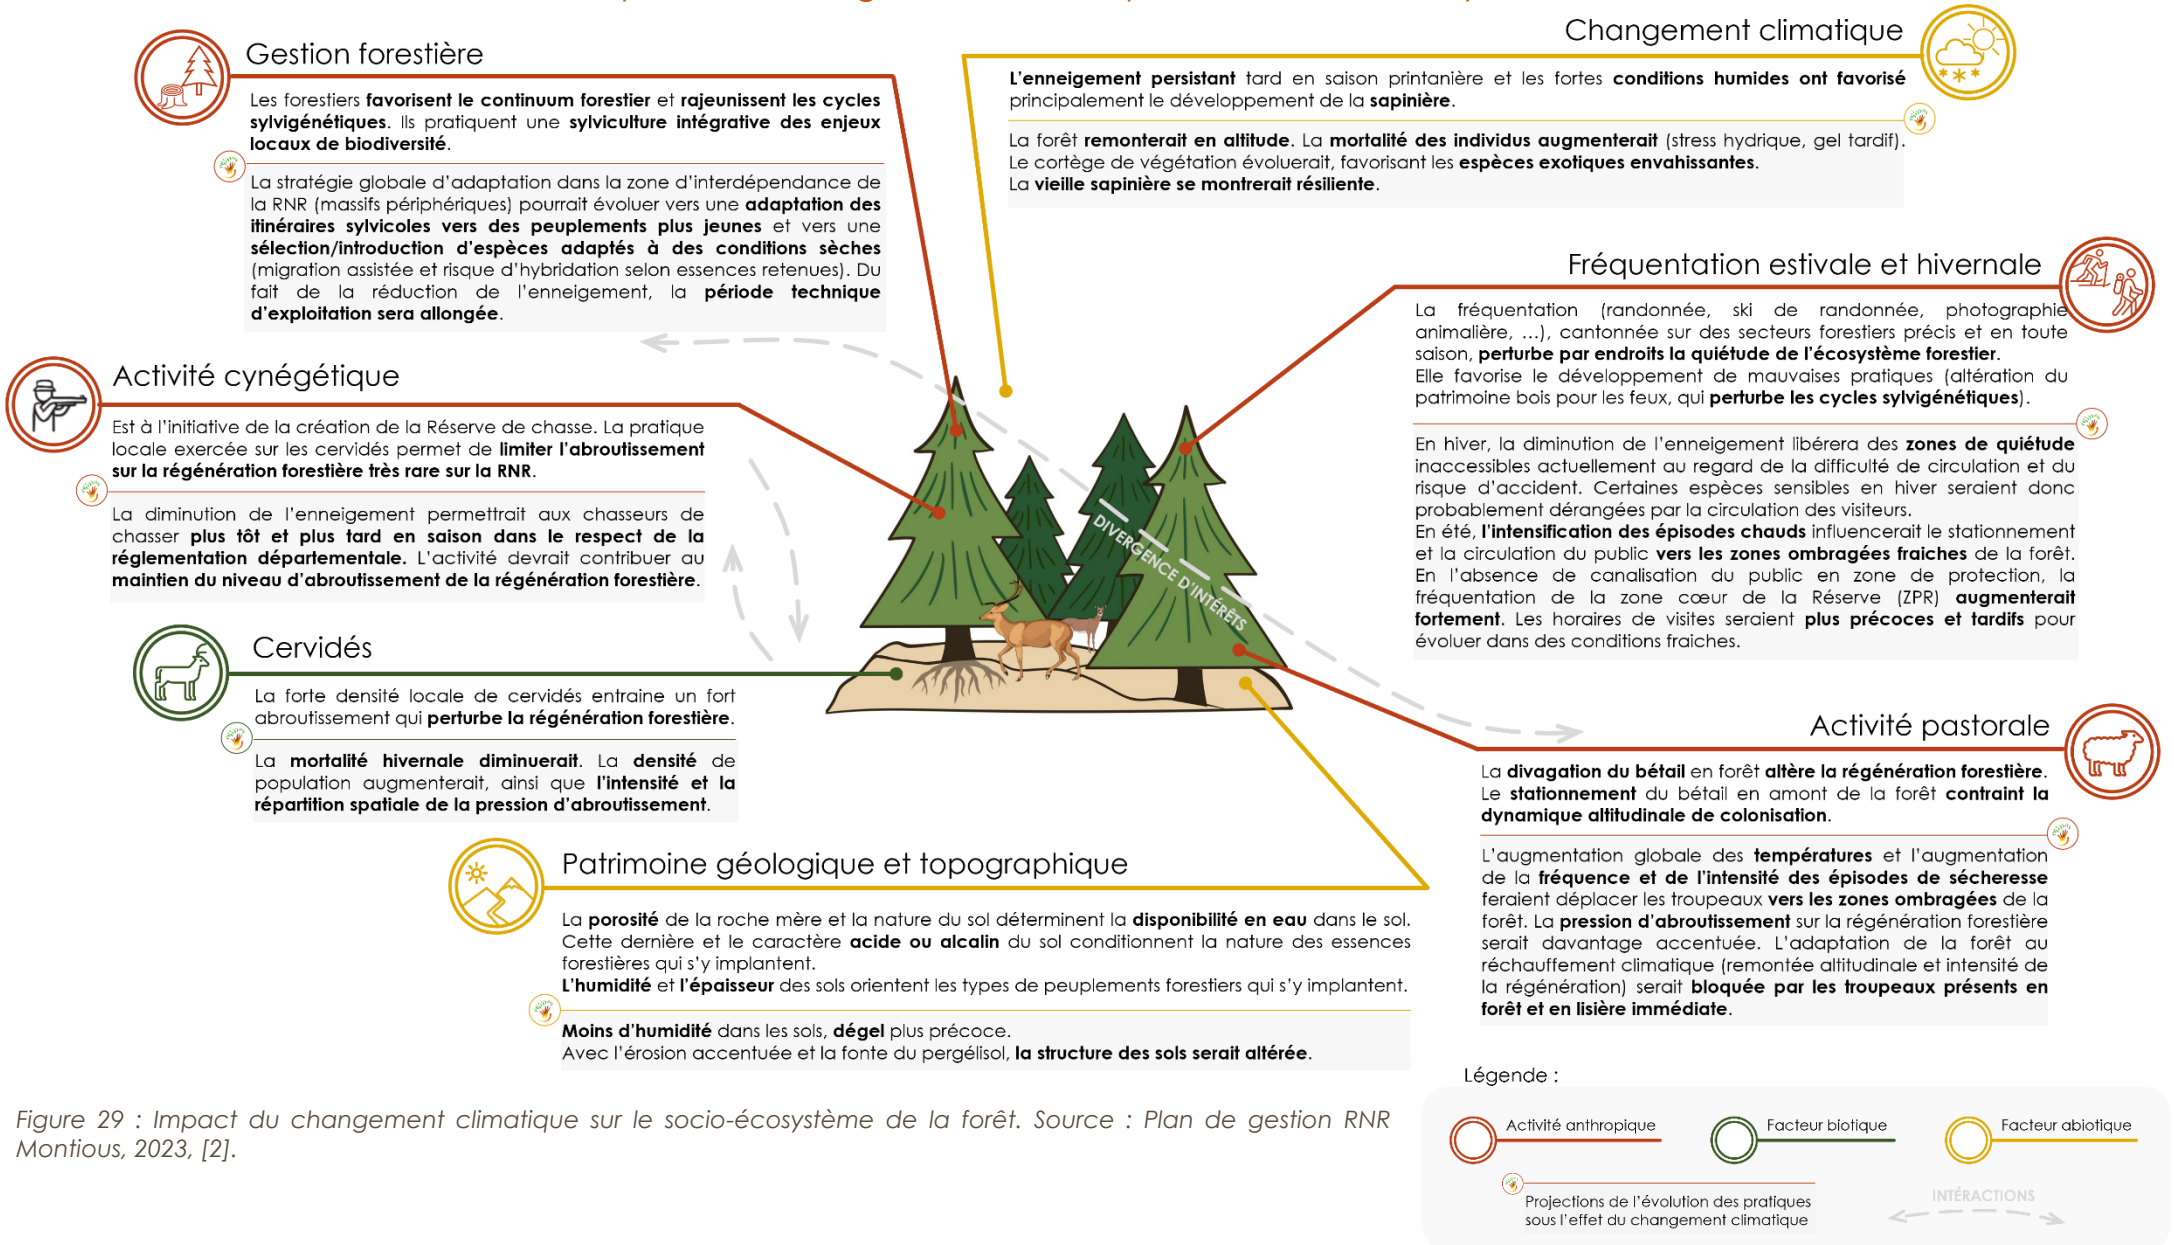 Gestion forestière
Les forestiers favorisent le continuum forestier et rajeunissent les cycles
sylvigénétiques. Ils pratiquent une sylviculture intégrative des enjeux
locaux de biodiversité.
La stratégie globale d'adaptation dans la zone d'interdépendance de
la RNR (massifs périphériques) pourrait évoluer vers une adaptation des
itinéraires sylvicoles vers des peuplements plus jeunes et vers une
sélection/introduction d'espèces adaptés à des conditions sèches
(migration assistée et risque d'hybridation selon essences retenues). Du
fait de la réduction de l'enneigement, la période technique
d'exploitation sera allongée.
Changement climatique
L'enneigement persistant tard en saison printanière et les fortes conditions humides ont favorisé
principalement le développement de la sapinière.
La forêt remonterait en altitude. La mortalité des individus augmenterait (stress hydrique, gel tardif).
Le cortège de végétation évoluerait, favorisant les espèces exotiques envahissantes.
La vieille sapinière se montrerait résiliente.
Fréquentation estivale et hivernale
La fréquentation (randonnée, ski de randonnée, photographie
animalière, ...), cantonnée sur des secteurs forestiers précis et en toute
saison, perturbe par endroits la quiétude de l'écosystème forestier.
Elle favorise le développement de mauvaises pratiques (altération du
patrimoine bois pour les feux, qui perturbe les cycles sylvigénétiques).
En hiver, la diminution de l'enneigement libérera des zones de quiétude
inaccessibles actuellement au regard de la difficulté de circulation et du
risque d'accident. Certaines espèces sensibles en hiver seraient donc
probablement dérangées par la circulation des visiteurs.
En été, l'intensification des épisodes chauds influencerait le stationnement
et la circulation du public vers les zones ombragées fraiches de la forêt.
En l'absence de canalisation du public en zone de protection, la
fréquentation de la zone cœur de la Réserve (ZPR) augmenterait
fortement. Les horaires de visites seraient plus précoces et tardifs pour
évoluer dans des conditions fraiches.
Activité cynégétique
Est à l'initiative de la création de la Réserve de chasse. La pratique
locale exercée sur les cervidés permet de limiter l'abroutissement
sur la régénération forestière très rare sur la RNR.
La diminution de l'enneigement permettrait aux chasseurs de
chasser plus tôt et plus tard en saison dans le respect de la
réglementation départementale. L'activité devrait contribuer au
maintien du niveau d'abroutissement de la régénération forestière.
DIVERGENCE D'INTÉRÊTS
Cervidés
La forte densité locale de cervidés entraine un fort
abroutissement qui perturbe la régénération forestière.
La mortalité hivernale diminuerait. La densité de
population augmenterait, ainsi que l'intensité et la
répartition spatiale de la pression d'abroutissement.
Activité pastorale
La divagation du bétail en forêt altère la régénération forestière.
Le stationnement du bétail en amont de la forêt contraint la
dynamique altitudinale de colonisation.
L'augmentation globale des températures et l'augmentation
de la fréquence et de l'intensité des épisodes de sécheresse
feraient déplacer les troupeaux vers les zones ombragées de la
forêt. La pression d'abroutissement sur la régénération forestière
serait davantage accentuée. L'adaptation de la forêt au
réchauffement climatique (remontée altitudinale et intensité de
la régénération) serait bloquée par les troupeaux présents en
forêt et en lisière immédiate.
Patrimoine géologique et topographique
La porosité de la roche mère et la nature du sol déterminent la disponibilité en eau dans le sol.
Cette dernière et le caractère acide ou alcalin du sol conditionnent la nature des essences
forestières qui s'y implantent.
L'humidité et l'épaisseur des sols orientent les types de peuplements forestiers qui s'y implantent.
Moins d'humidité dans les sols, dégel plus précoce.
Avec l'érosion accentuée et la fonte du pergélisol, la structure des sols serait altérée.
Figure 29 : Impact du changement climatique sur le socio-écosystème de la forêt. Source : Plan de gestion RNR
Montious, 2023, [2].
Légende :
Activité anthropique
Facteur biotique
Facteur abiotique
Projections de l'évolution des pratiques
sous l'effet du changement climatique
INTÉRACTIONS